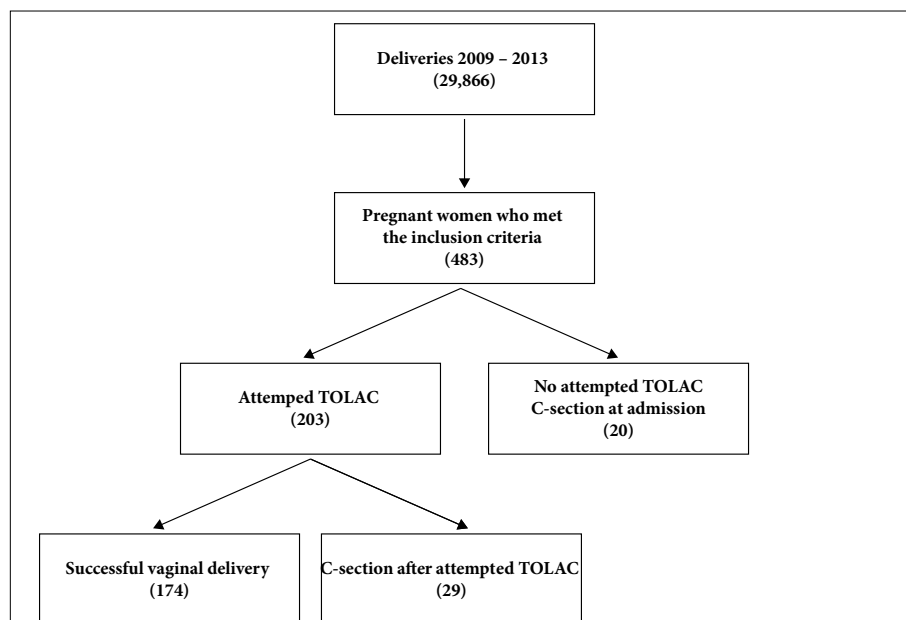 Deliveries 2009 – 2013
(29,866)
Pregnant women who met
the inclusion criteria
(483)
Attemped TOLAC
(203)
No attempted TOLAC
C-section at admission
(20)
Successful vaginal delivery
(174)
C-section after attempted TOLAC
(29)